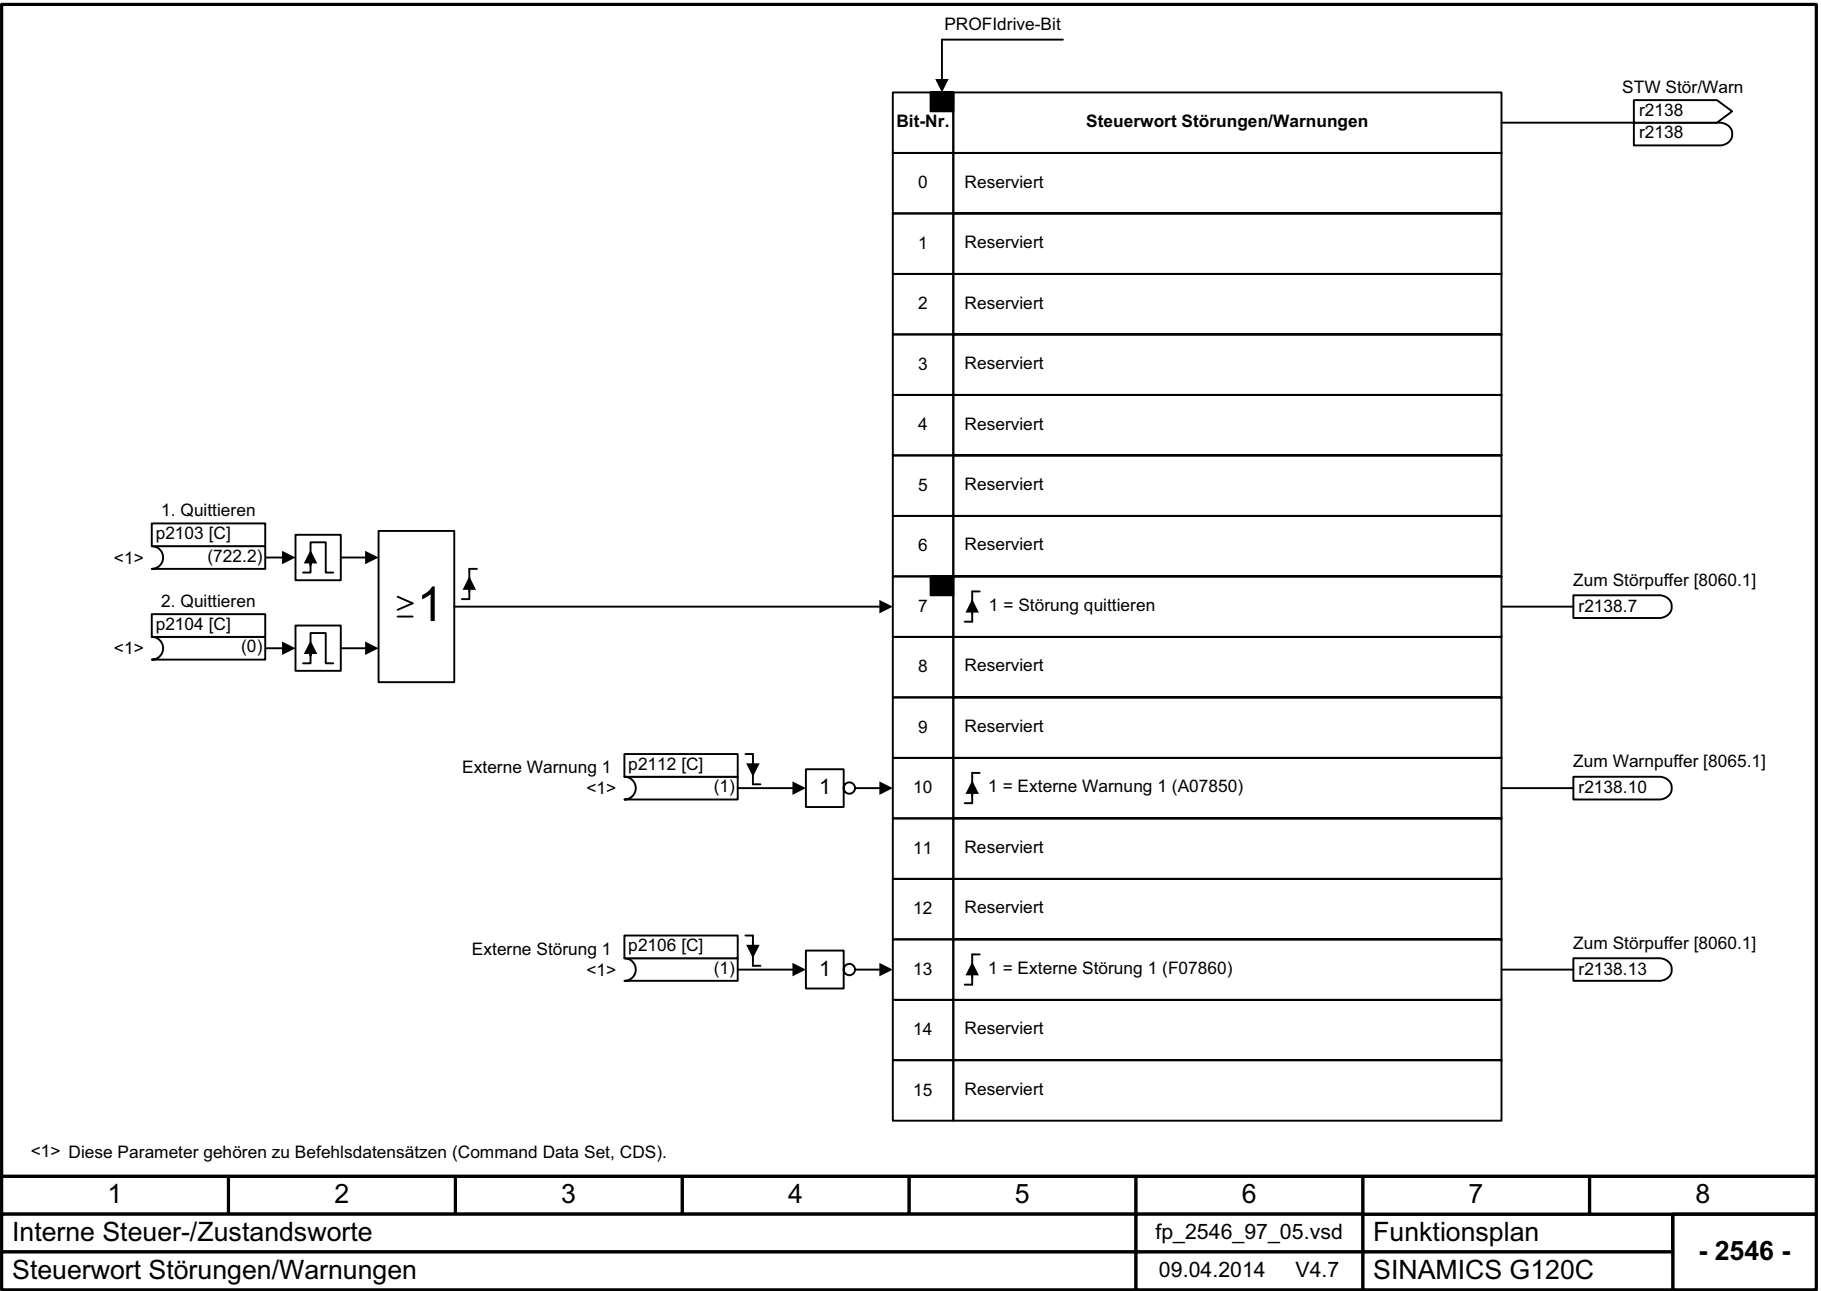 PROFIdrive-Bit
STW Stör/Warn
r2138
r2138
Bit-Nr. Steuerwort Störungen/Warnungen
0 Reserviert
1 Reserviert
2 Reserviert
3 Reserviert
4 Reserviert
5 Reserviert
6 Reserviert
1. Quittieren
p2103 [C]
<1> (722.2)
2. Quittieren
p2104 [C]
<1> (0)
≥1
7 1 = Störung quittieren
Zum Störpuffer [8060.1]
r2138.7
8 Reserviert
9 Reserviert
Externe Warnung 1 p2112 [C]
<1> (1)
1
10 1 = Externe Warnung 1 (A07850)
Zum Warnpuffer [8065.1]
r2138.10
11 Reserviert
12 Reserviert
Externe Störung 1 p2106 [C]
<1> (1)
1
13 1 = Externe Störung 1 (F07860)
Zum Störpuffer [8060.1]
r2138.13
14 Reserviert
15 Reserviert
<1> Diese Parameter gehören zu Befehlsdatensätzen (Command Data Set, CDS).
1 2 3 4 5 6 7 8
Interne Steuer-/Zustandsworte fp_2546_97_05.vsd Funktionsplan
- 2546 -
Steuerwort Störungen/Warnungen 09.04.2014 V4.7 SINAMICS G120C